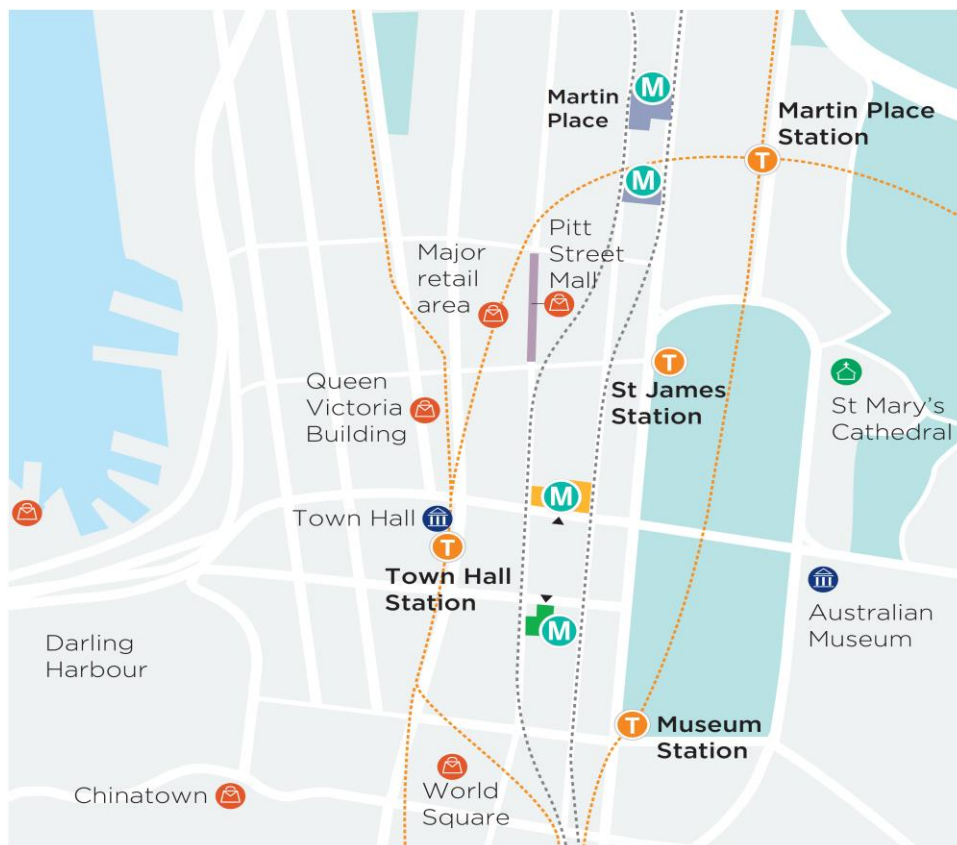 M
Martin
Place
Martin Place
Station
T
M
Pitt
Street
Mall
Major
retail
area
T
St James
Station
Queen
Victoria
Building
St Mary's
Cathedral
M
Town Hall
T
Town Hall
Station
M
Australian
Museum
Darling
Harbour
T
Museum
Station
World
Square
Chinatown